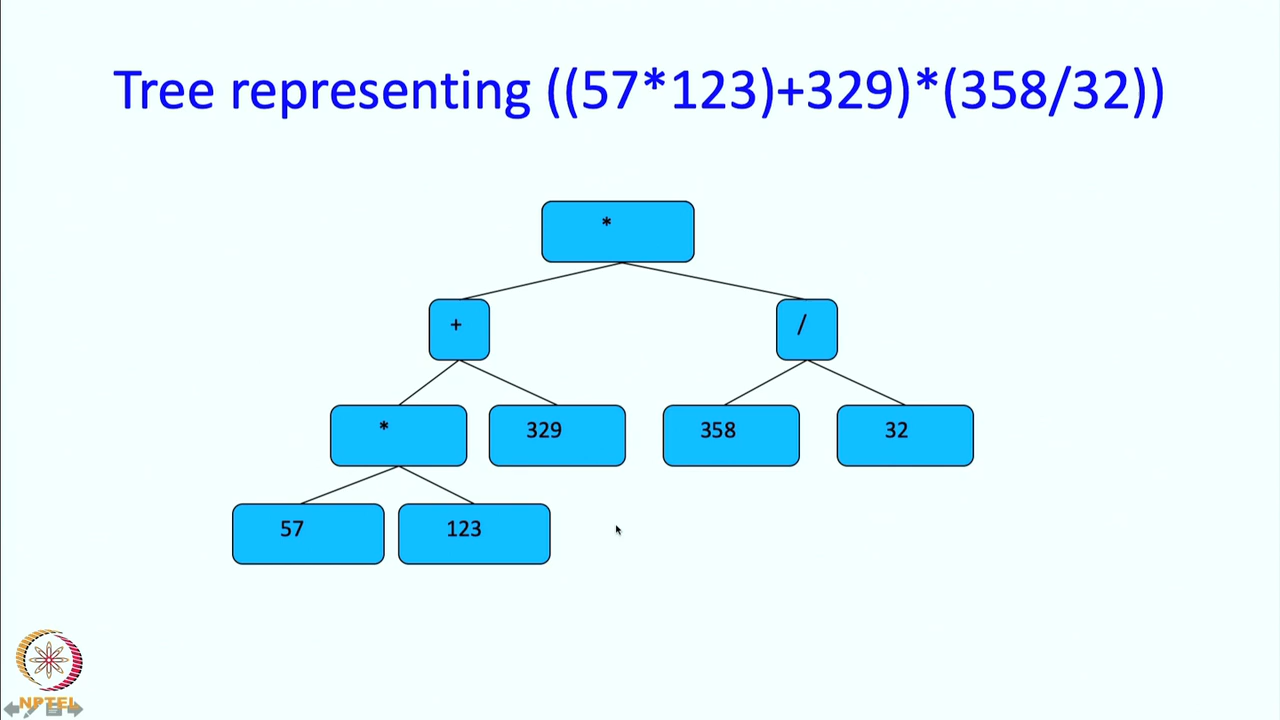 Tree representing ((57*123)+329)*(358/32))
*
+ /
* 329 358 32
57 123
NPTEL